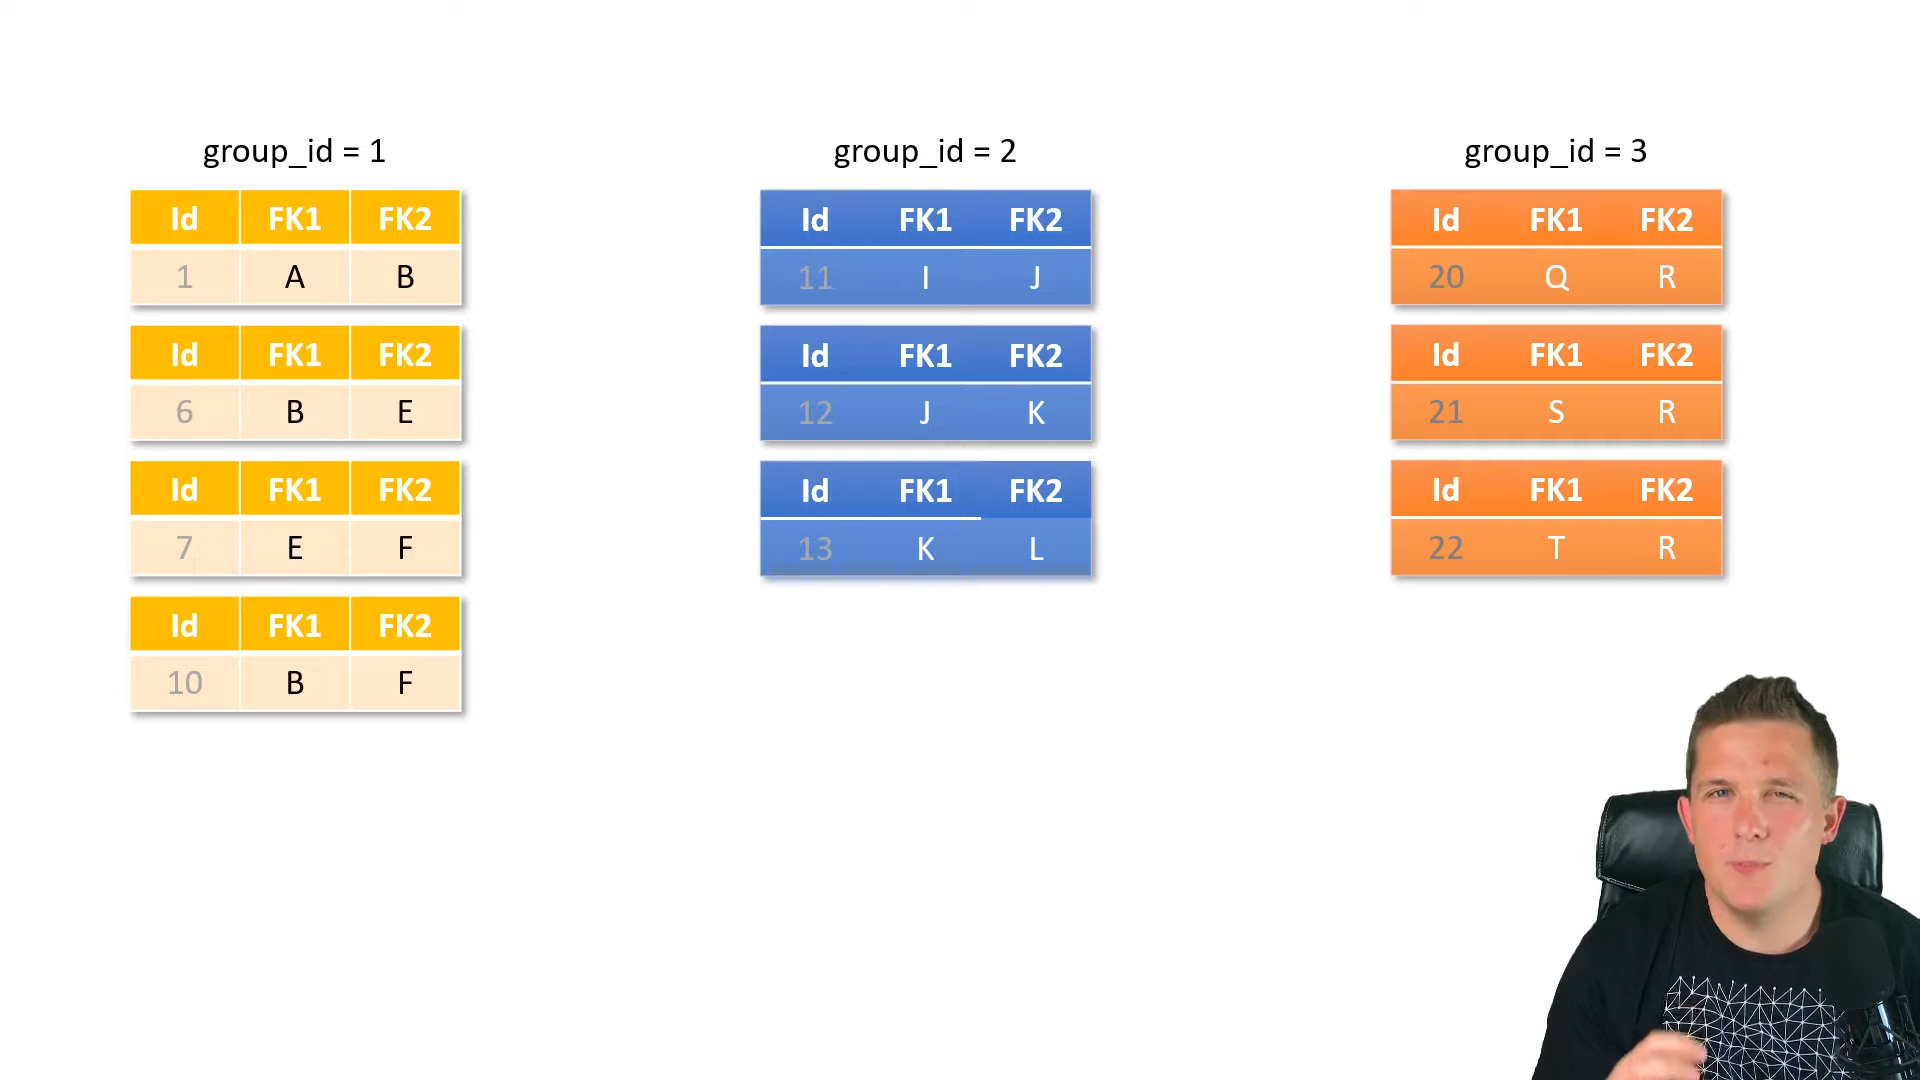 group_id = 1
Id FK1 FK2
1 A B
Id FK1 FK2
6 B E
Id FK1 FK2
7 E F
Id FK1 FK2
10 B F
group_id = 2
Id FK1 FK2
11 I J
Id FK1 FK2
12 J K
Id FK1 FK2
13 K L
group_id = 3
Id FK1 FK2
20 Q R
Id FK1 FK2
21 S R
Id FK1 FK2
22 T R